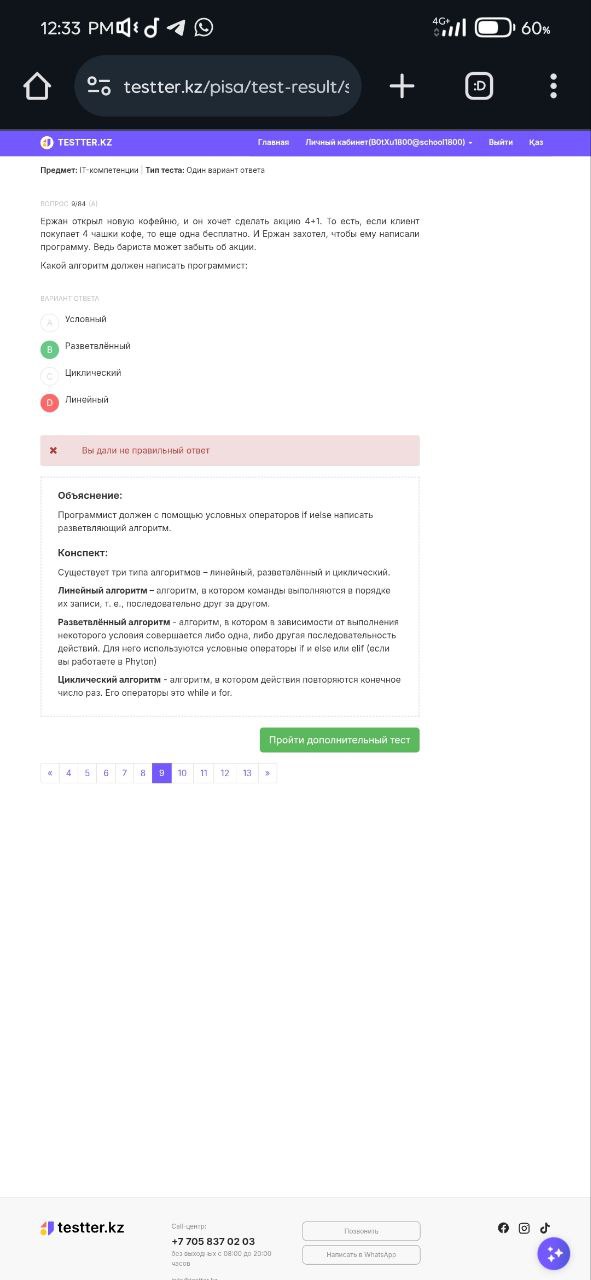 12:33 PM
4G+
60%
testter.kz/pisa/test-result/s
:D
TESTTER.KZ
Главная Личный кабинет(B0tXu1800@school1800) Выйти Қаз
Предмет: IT-компетенции | Тип теста: Один вариант ответа
ВОПРОС 9/84 (A)
Ержан открыл новую кофейню, и он хочет сделать акцию 4+1. То есть, если клиент
покупает 4 чашки кофе, то еще одна бесплатно. И Ержан захотел, чтобы ему написали
программу. Ведь бариста может забыть об акции.
Какой алгоритм должен написать программист:
ВАРИАНТ ОТВЕТА
A Условный
B Разветвлённый
C Циклический
D Линейный
Вы дали не правильный ответ
Объяснение:
Программист должен с помощью условных операторов if иelse написать
разветвляющий алгоритм.
Конспект:
Существует три типа алгоритмов – линейный, разветвлённый и циклический.
Линейный алгоритм – алгоритм, в котором команды выполняются в порядке
их записи, т. е., последовательно друг за другом.
Разветвлённый алгоритм - алгоритм, в котором в зависимости от выполнения
некоторого условия совершается либо одна, либо другая последовательность
действий. Для него используются условные операторы if и else или elif (если
вы работаете в Phyton)
Циклический алгоритм - алгоритм, в котором действия повторяются конечное
число раз. Его операторы это while и for.
Пройти дополнительный тест
« 4 5 6 7 8 9 10 11 12 13 »
testter.kz
Call-центр:
+7 705 837 02 03
без выходных с 08:00 до 20:00
часов
Позвонить
Написать в WhatsApp